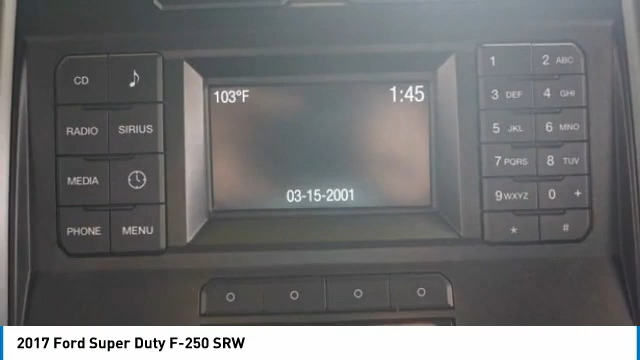 CD
RADIO SIRIUS
MEDIA
PHONE MENU
103°F 1:45
03-15-2001
1 2 ABC
3 DEF 4 GHI
5 JKL 6 MNO
7 PQRS 8 TUV
9 WXYZ 0 +
* #
2017 Ford Super Duty F-250 SRW